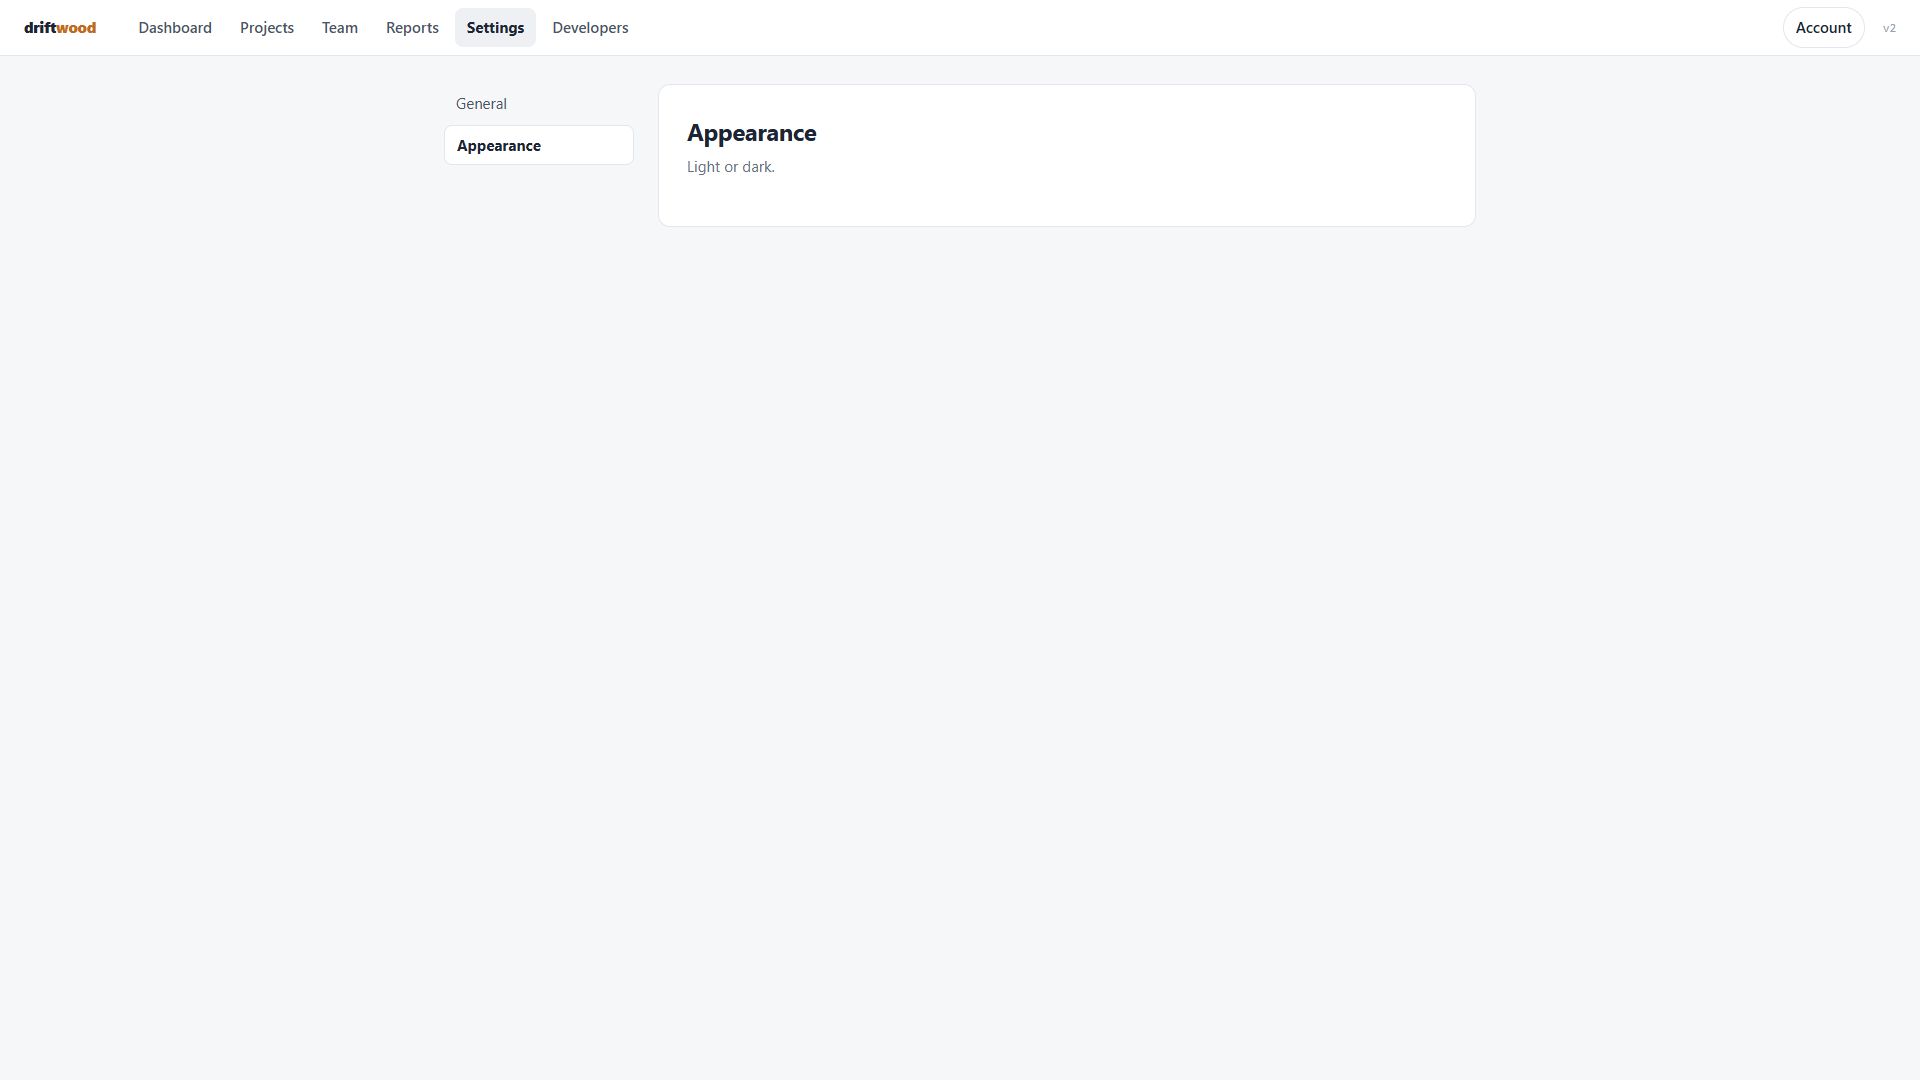 driftwood Dashboard Projects Team Reports Settings Developers Account v2
General
Appearance
Appearance
Light or dark.